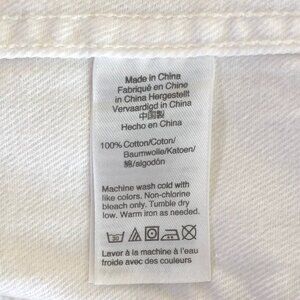 Made in China
Fabriqué en Chine
in China Hergestellt
Vervaardigd in China
中国製
Hecho en China
100% Cotton/Coton/
Baumwolle/Katoen/
綿/algodón
Machine wash cold with
like colors. Non-chlorine
bleach only. Tumble dry
low. Warm iron as needed.
30
Laver à la machine à l'eau
froide avec des couleurs